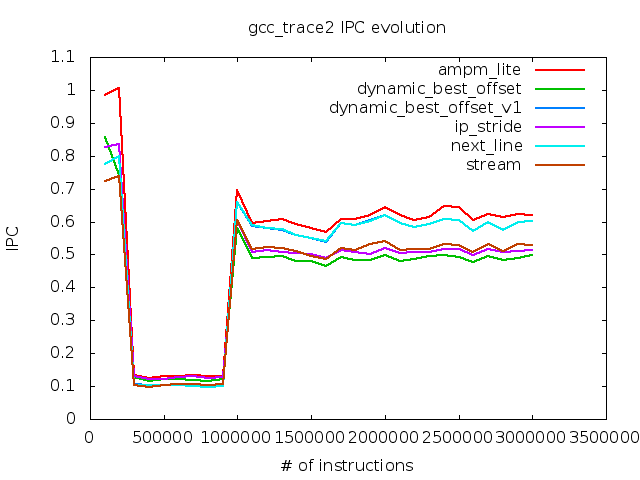 gcc_trace2 IPC evolution
ampm_lite
dynamic_best_offset
dynamic_best_offset_v1
ip_stride
next_line
stream
IPC
1.1
1
0.9
0.8
0.7
0.6
0.5
0.4
0.3
0.2
0.1
0
0 500000 1000000 1500000 2000000 2500000 3000000 3500000
# of instructions